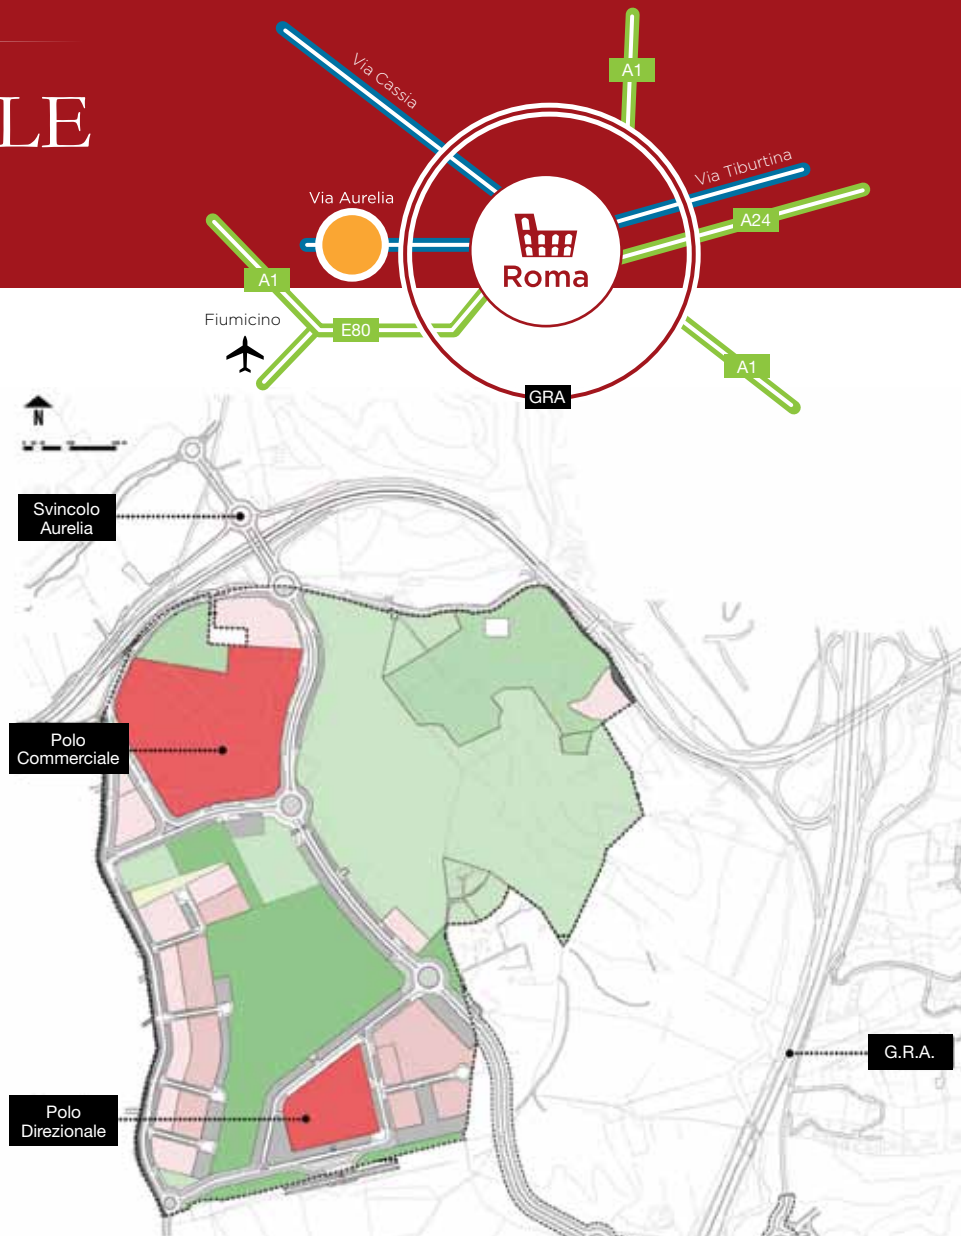 LE
Via Cassia
A1
Via Tiburtina
A24
Via Aurelia
Roma
A1
Fiumicino
E80
A1
GRA
N
Svincolo
Aurelia
Polo
Commerciale
G.R.A.
Polo
Direzionale